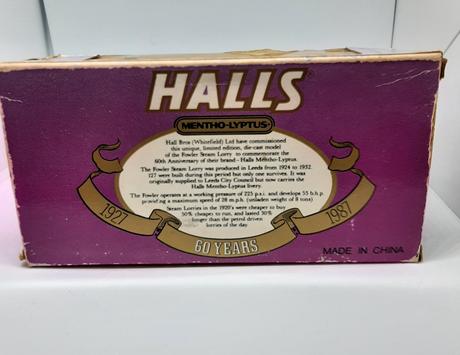 HALLS
MENTHO-LYPTUS
Hall Bros (Whitefield) Ltd have commissioned
this unique, limited edition, die-cast model
of the Fowler Steam Lorry to commemorate the
60th Anniversary of their brand - Halls Mentho-Lyptus.
The Fowler Steam Lorry was produced in Leeds from 1924 to 1932.
127 were built during this period but only one survives. It was
originally supplied to Leeds City Council but now carries the
Halls Mentho-Lyptus livery.
The Fowler operates at a working pressure of 225 p.s.i. and develops 55 b.h.p.
providing a maximum speed of 28 m.p.h. (unladen weight of 8 tons)
Steam Lorries in the 1920's were cheaper to buy
50% cheaper to run, and lasted 50%
longer than the petrol driven
lorries of the day
1927
60 YEARS
1987
MADE IN CHINA